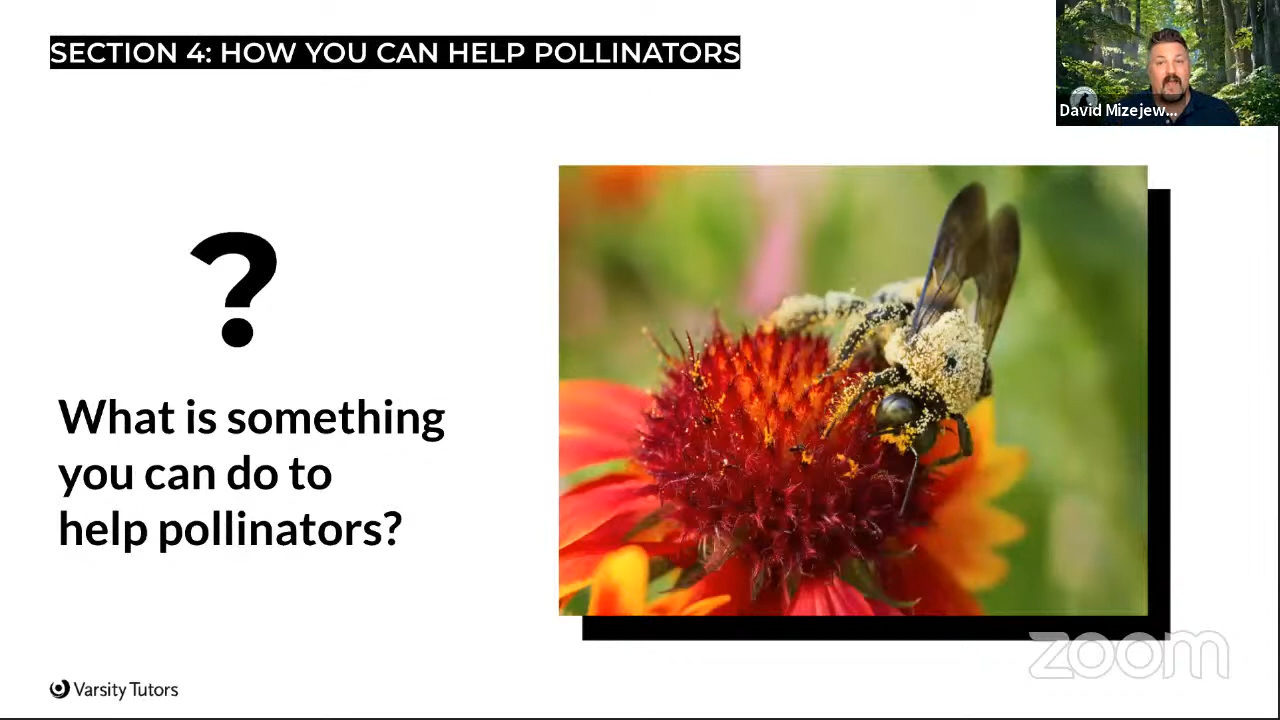 SECTION 4: HOW YOU CAN HELP POLLINATORS
David Mizejew...
?
What is something
you can do to
help pollinators?
zoom
Varsity Tutors